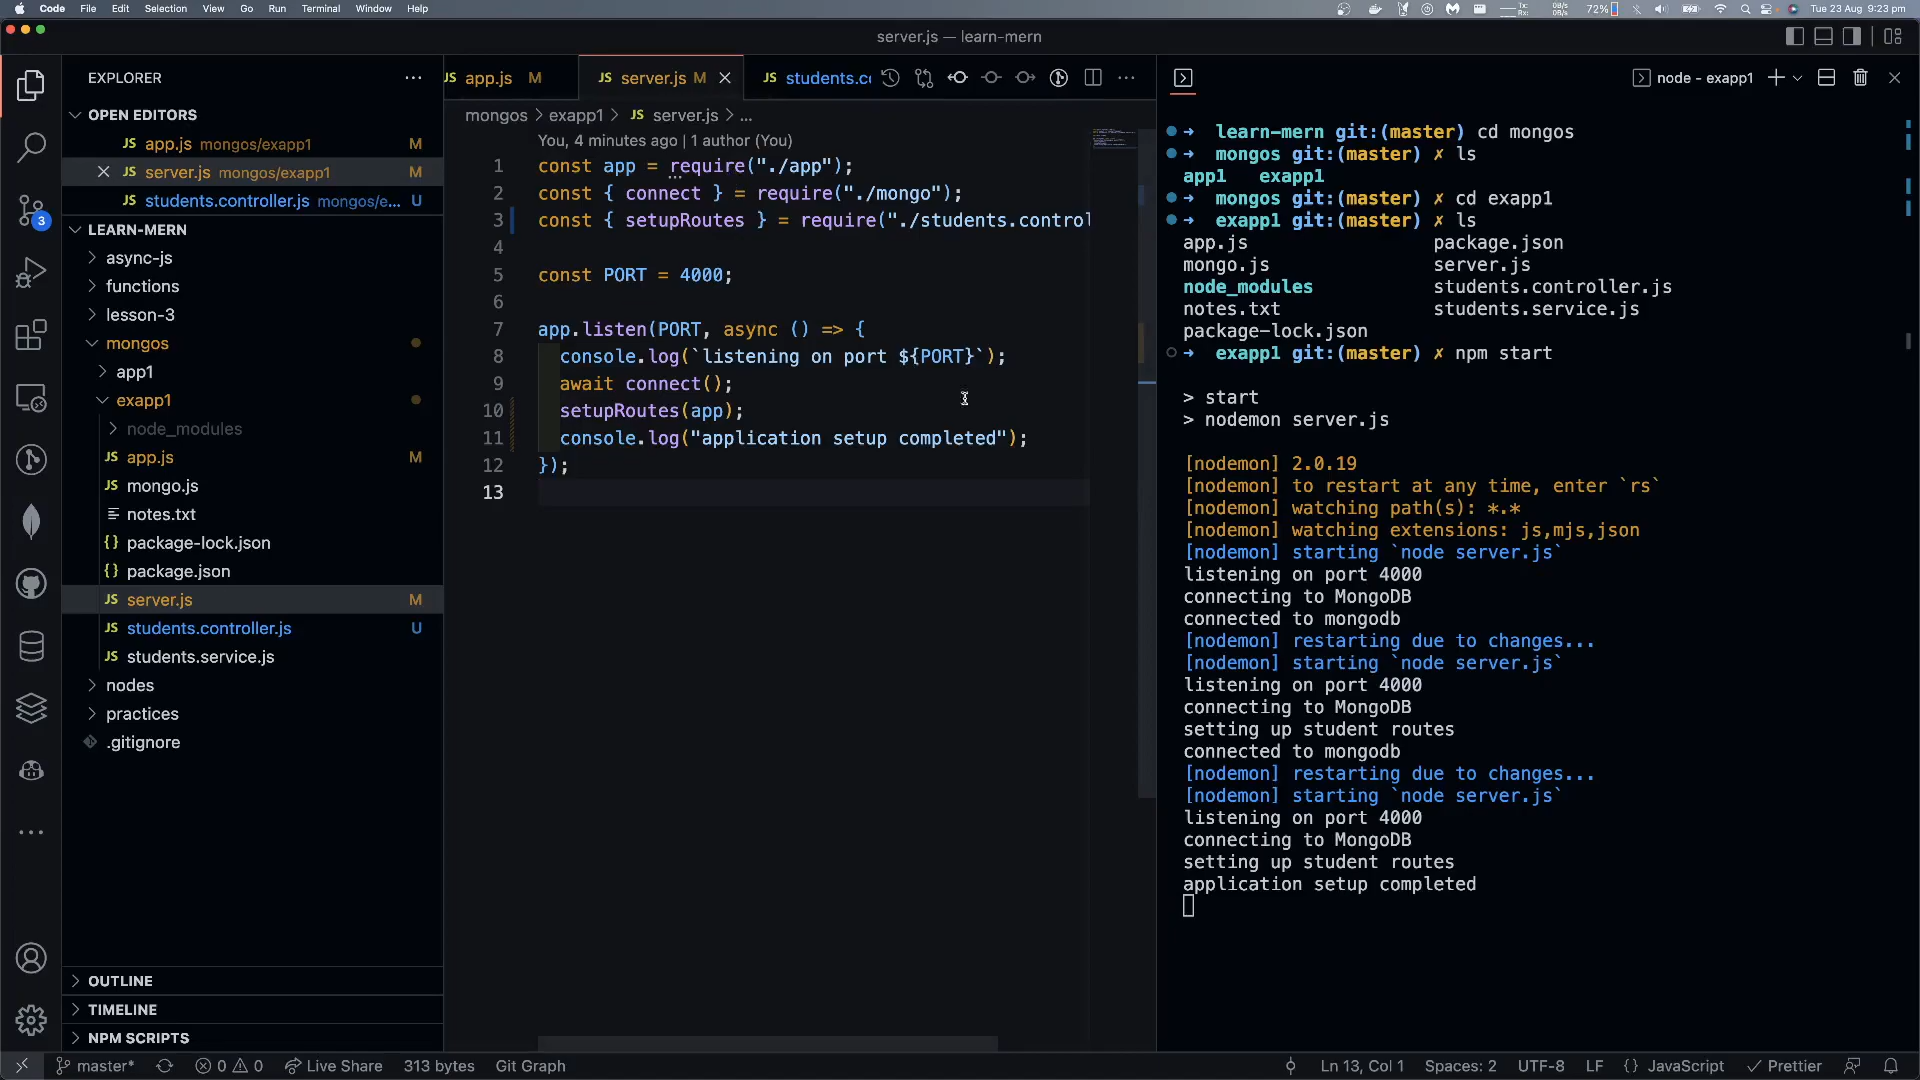 Code File Edit Selection View Go Run Terminal Window Help
72% Tue 23 Aug 9:23 pm
server.js — learn-mern
EXPLORER
OPEN EDITORS
JS app.js mongos/exapp1 M
JS server.js mongos/exapp1 M
JS students.controller.js mongos/e... U
LEARN-MERN
async-js
functions
lesson-3
mongos
app1
exapp1
node_modules
JS app.js M
JS mongo.js
notes.txt
{} package-lock.json
{} package.json
JS server.js M
JS students.controller.js U
JS students.service.js
nodes
practices
.gitignore
OUTLINE
TIMELINE
NPM SCRIPTS
3
JS app.js M JS server.js M JS students.cc
mongos > exapp1 > JS server.js > ...
You, 4 minutes ago | 1 author (You)
1 const app = require("./app");
2 const { connect } = require("./mongo");
3 const { setupRoutes } = require("./students.control
4
5 const PORT = 4000;
6
7 app.listen(PORT, async () => {
8 console.log(`listening on port ${PORT}`);
9 await connect();
10 setupRoutes(app);
11 console.log("application setup completed");
12 });
13
node - exapp1
➜ learn-mern git:(master) cd mongos
➜ mongos git:(master) ✗ ls
app1 exapp1
➜ mongos git:(master) ✗ cd exapp1
➜ exapp1 git:(master) ✗ ls
app.js package.json
mongo.js server.js
node_modules students.controller.js
notes.txt students.service.js
package-lock.json
➜ exapp1 git:(master) ✗ npm start
> start
> nodemon server.js
[nodemon] 2.0.19
[nodemon] to restart at any time, enter `rs`
[nodemon] watching path(s): *.*
[nodemon] watching extensions: js,mjs,json
[nodemon] starting `node server.js`
listening on port 4000
connecting to MongoDB
connected to mongodb
[nodemon] restarting due to changes...
[nodemon] starting `node server.js`
listening on port 4000
connecting to MongoDB
setting up student routes
connected to mongodb
[nodemon] restarting due to changes...
[nodemon] starting `node server.js`
listening on port 4000
connecting to MongoDB
setting up student routes
application setup completed
master* 0 0 Live Share 313 bytes Git Graph
Ln 13, Col 1 Spaces: 2 UTF-8 LF {} JavaScript Prettier